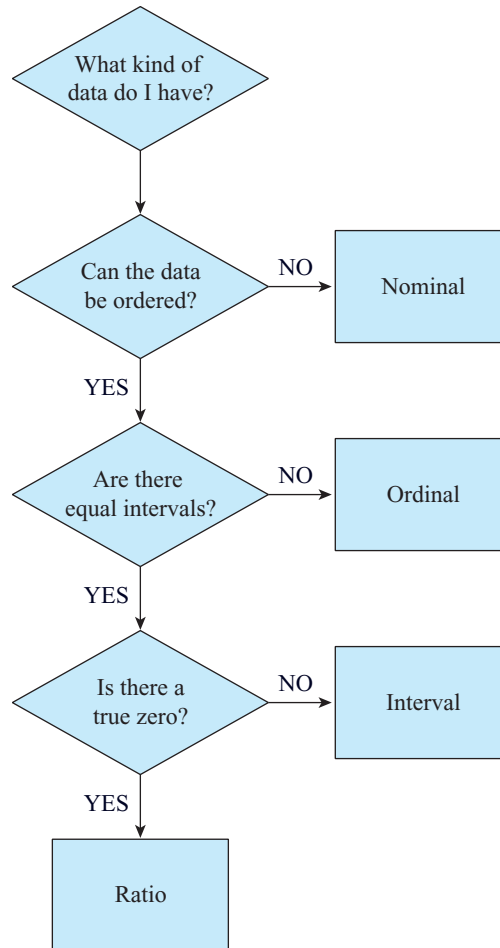 What kind of
data do I have?
Can the data
be ordered?
NO
Nominal
YES
Are there
equal intervals?
NO
Ordinal
YES
Is there a
true zero?
NO
Interval
YES
Ratio